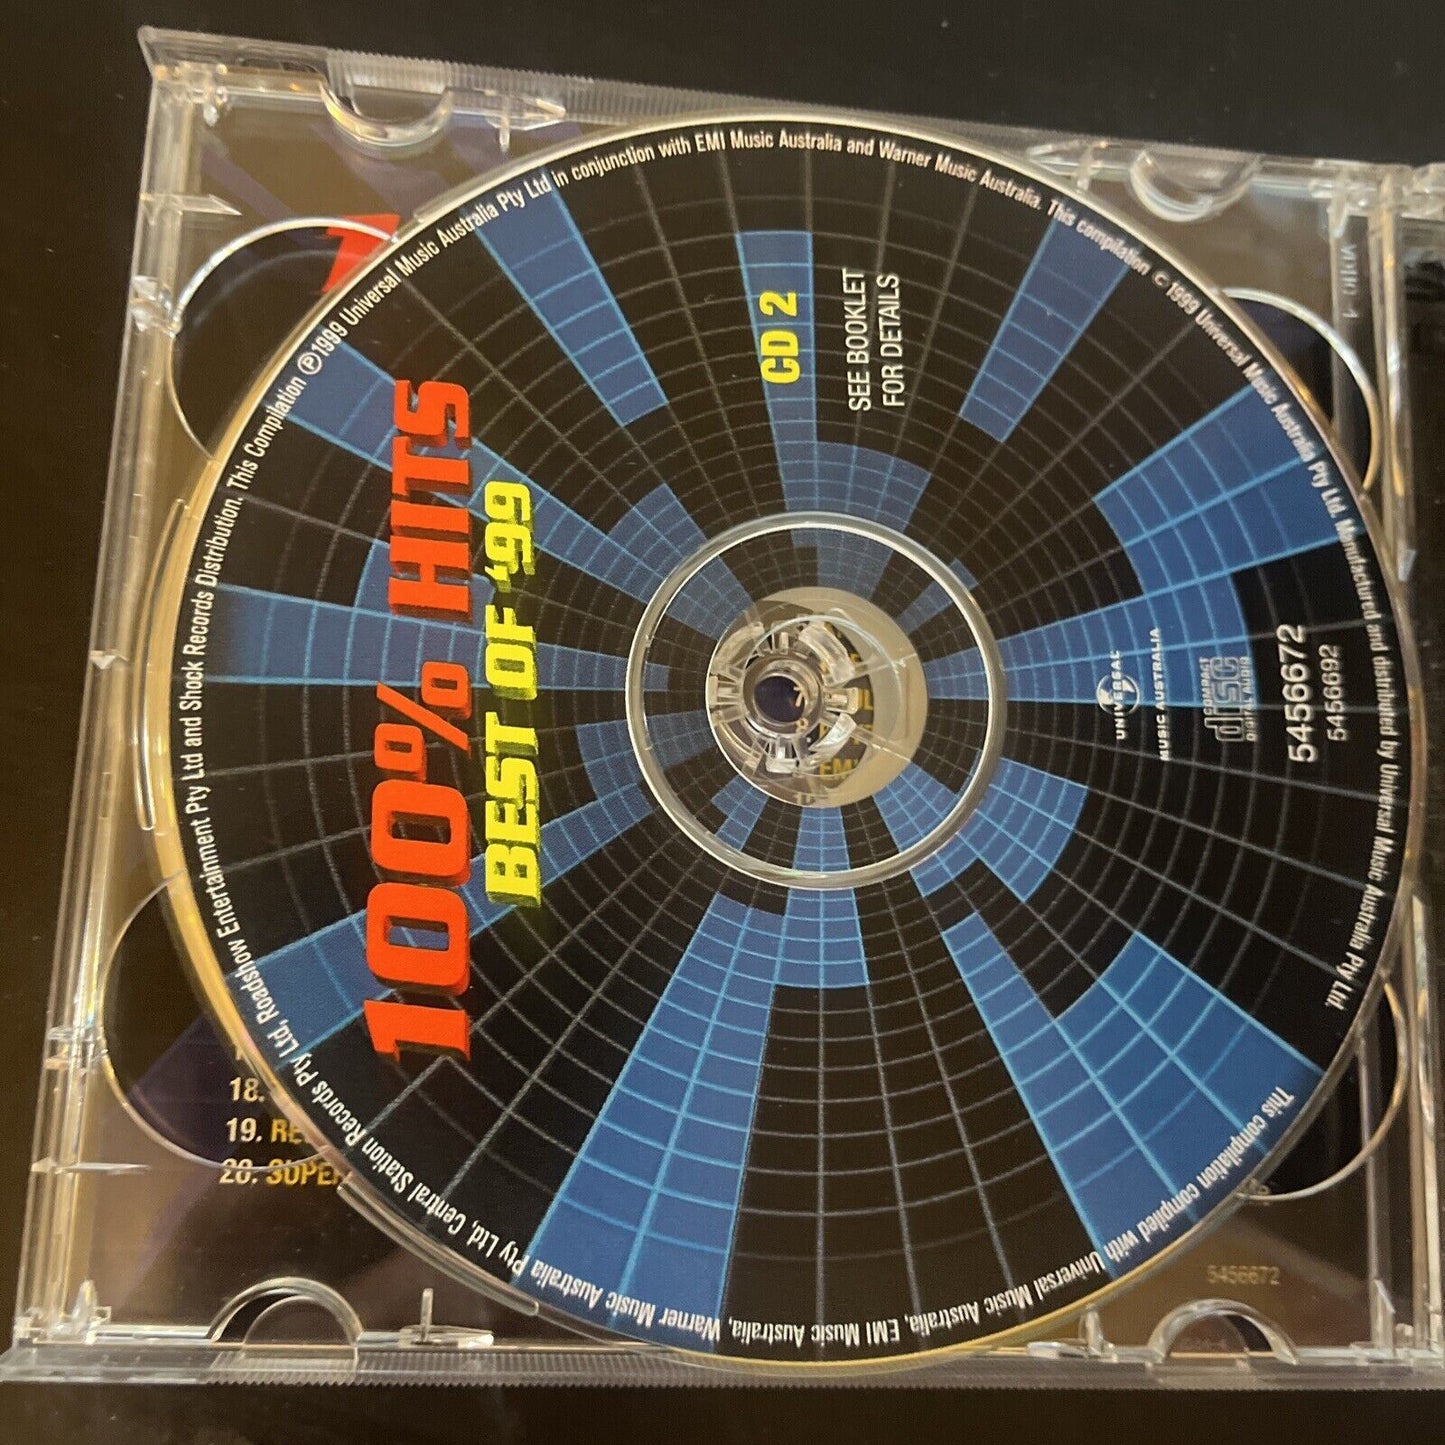 100% HITS
BEST OF '99
CD 2
SEE BOOKLET
FOR DETAILS
UNIVERSAL
MUSIC AUSTRALIA
COMPACT
disc
DIGITAL AUDIO
5456672
5456692
This compilation compiled with Universal Music Australia, EMI Music Australia, Warner Music Australia Pty Ltd, Central Station Records Pty Ltd, Roadshow Entertainment Pty Ltd and Shock Records Distribution. This Compilation ℗1999 Universal Music Australia Pty Ltd in conjunction with EMI Music Australia and Warner Music Australia. This compilation © 1999 Universal Music Australia Pty Ltd. Manufactured and distributed by Universal Music Australia Pty Ltd.
18.
19.
20.
5456672